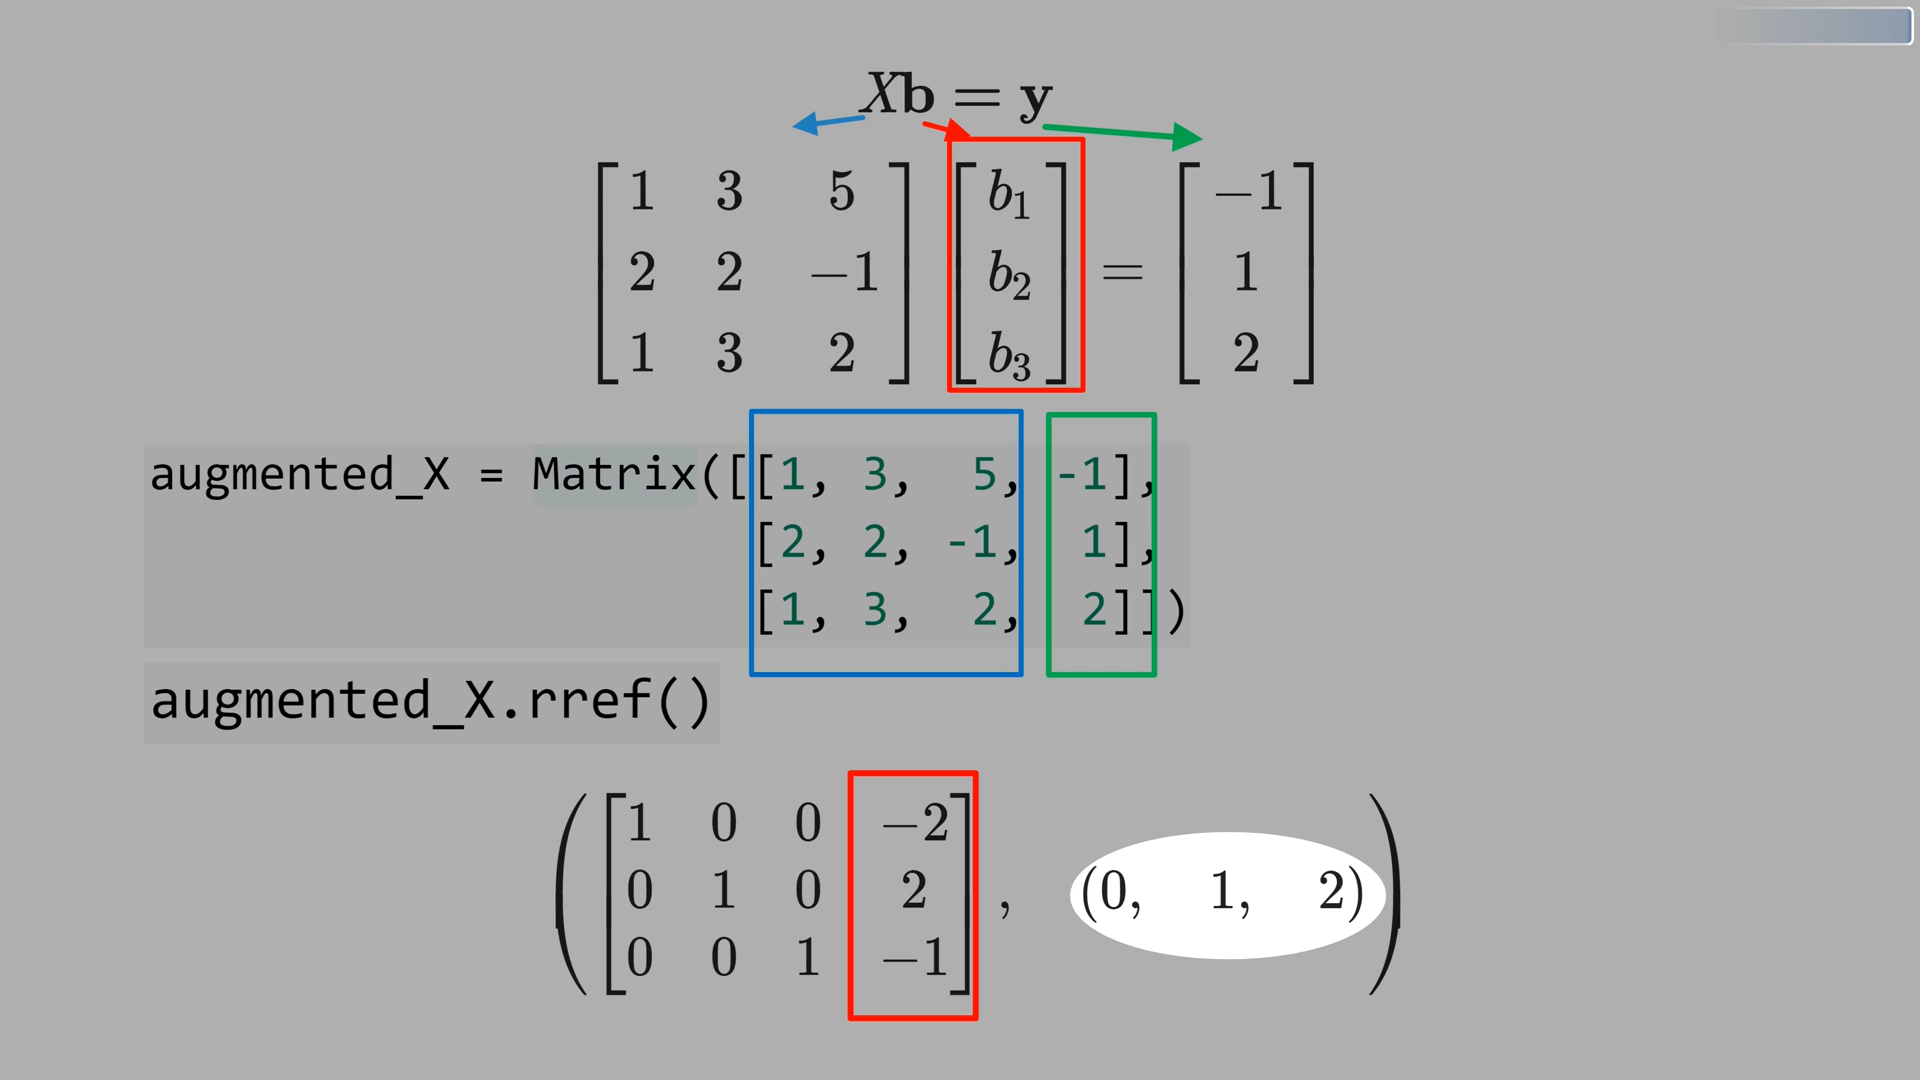 Xb = y
[1 3 5] [b₁] [−1]
[2 2 −1] [b₂] = [1]
[1 3 2] [b₃] [2]
augmented_X = Matrix([[1, 3, 5, -1],
[2, 2, -1, 1],
[1, 3, 2, 2]])
augmented_X.rref()
([1 0 0 −2]
[0 1 0 2] , (0, 1, 2))
[0 0 1 −1]